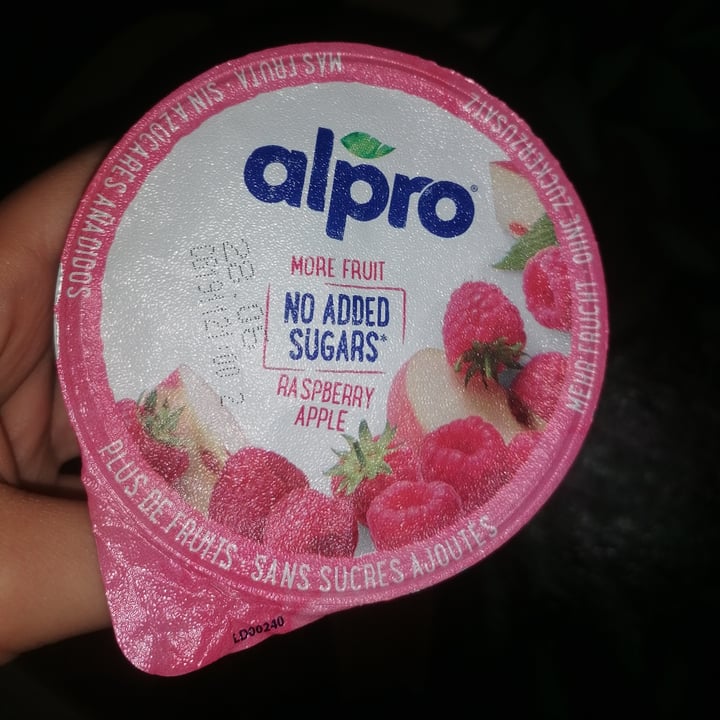 alpro
MORE FRUIT
NO ADDED
SUGARS*
RASPBERRY
APPLE
MÁS FRUTA · SIN AZÚCARES AÑADIDOS
MEHR FRUCHT · OHNE ZUCKERZUSATZ
PLUS DE FRUITS · SANS SUCRES AJOUTÉS
LD00240